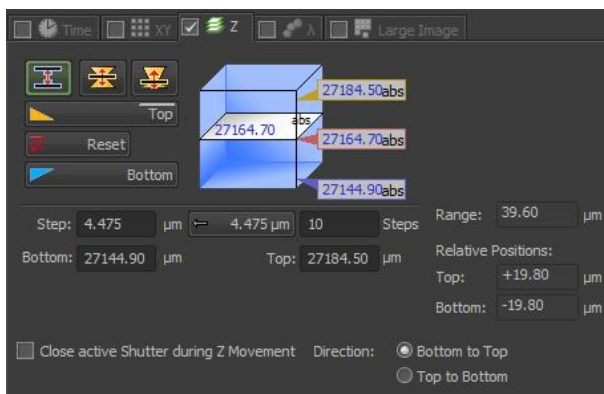 Time XY Z λ Large Image
27184.50abs
Top
abs
27164.70 27164.70abs
Reset
Bottom
27144.90abs
Step: 4.475 µm 4.475 µm 10 Steps Range: 39.60 µm
Bottom: 27144.90 µm Top: 27184.50 µm Relative Positions:
Top: +19.80 µm
Bottom: -19.80 µm
Close active Shutter during Z Movement Direction: Bottom to Top
Top to Bottom